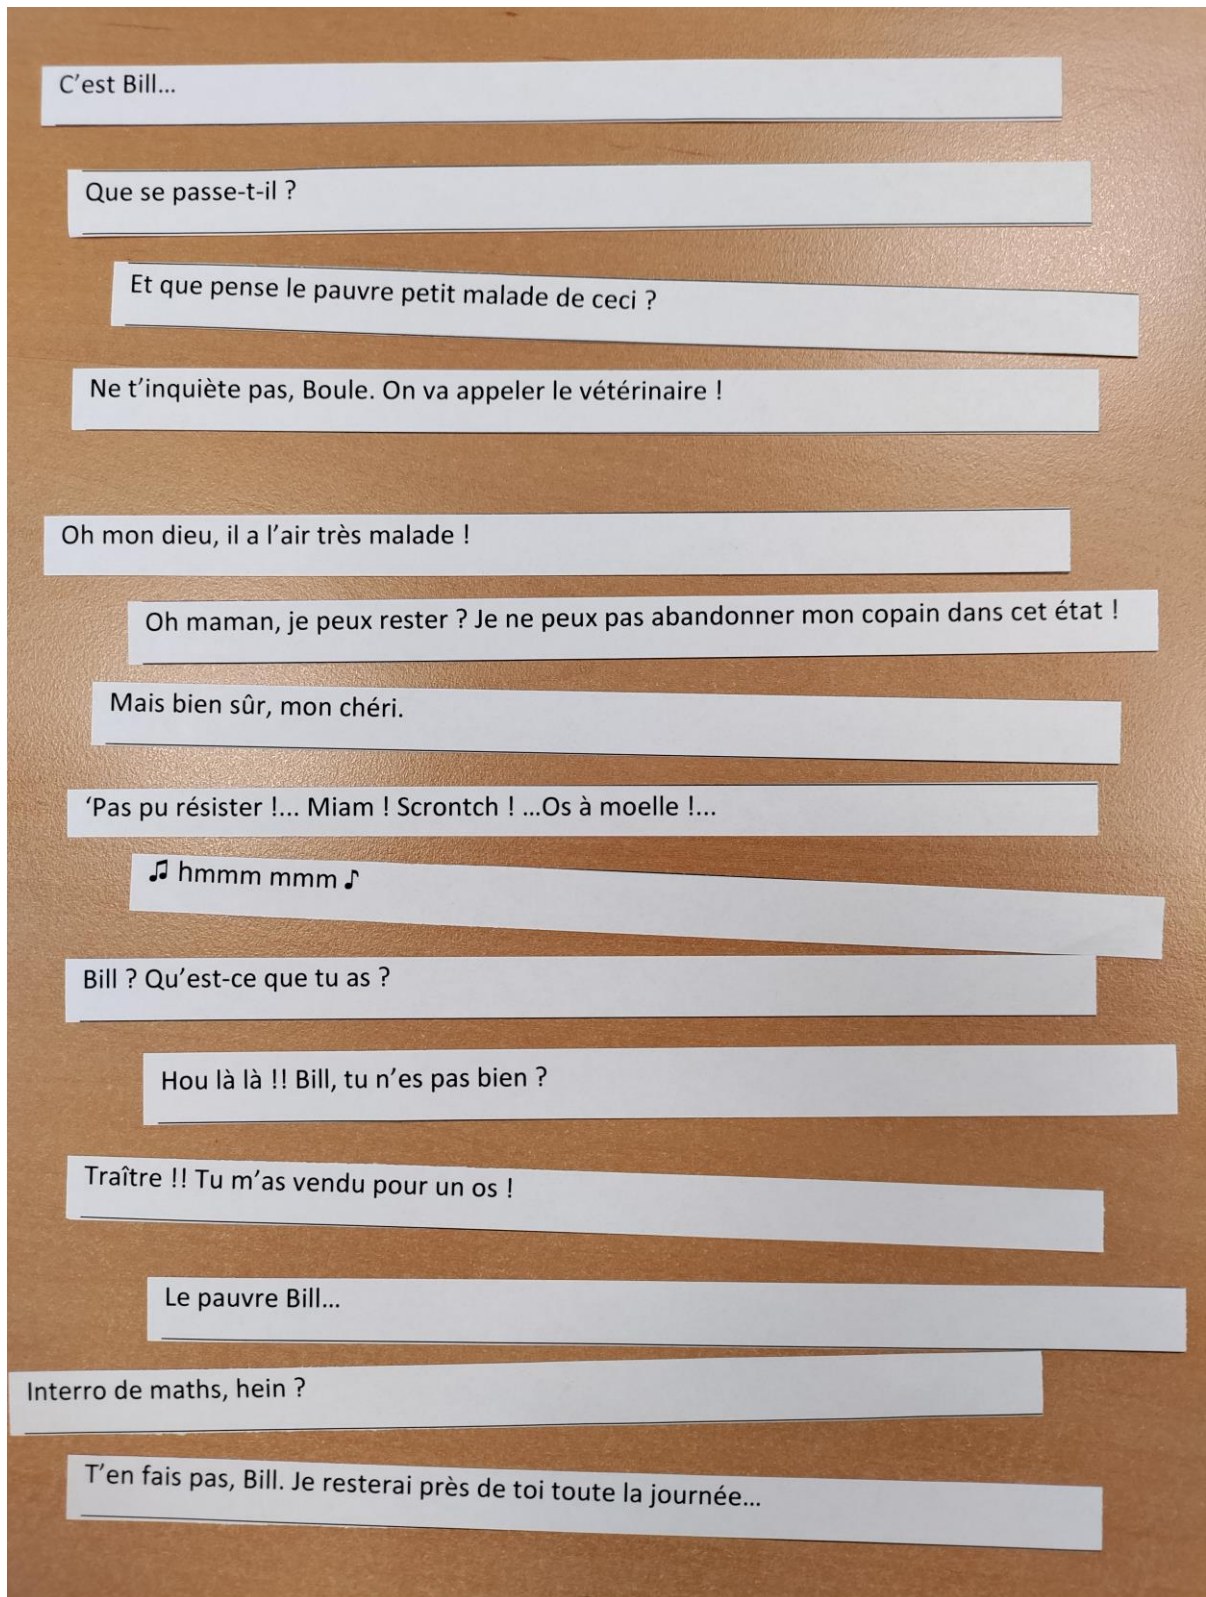 C’est Bill…
Que se passe-t-il ?
Et que pense le pauvre petit malade de ceci ?
Ne t’inquiète pas, Boule. On va appeler le vétérinaire !
Oh mon dieu, il a l’air très malade !
Oh maman, je peux rester ? Je ne peux pas abandonner mon copain dans cet état !
Mais bien sûr, mon chéri.
‘Pas pu résister !... Miam ! Scrontch ! …Os à moelle !...
♫ hmmm mmm ♪
Bill ? Qu’est-ce que tu as ?
Hou là là !! Bill, tu n’es pas bien ?
Traître !! Tu m’as vendu pour un os !
Le pauvre Bill…
Interro de maths, hein ?
T’en fais pas, Bill. Je resterai près de toi toute la journée…